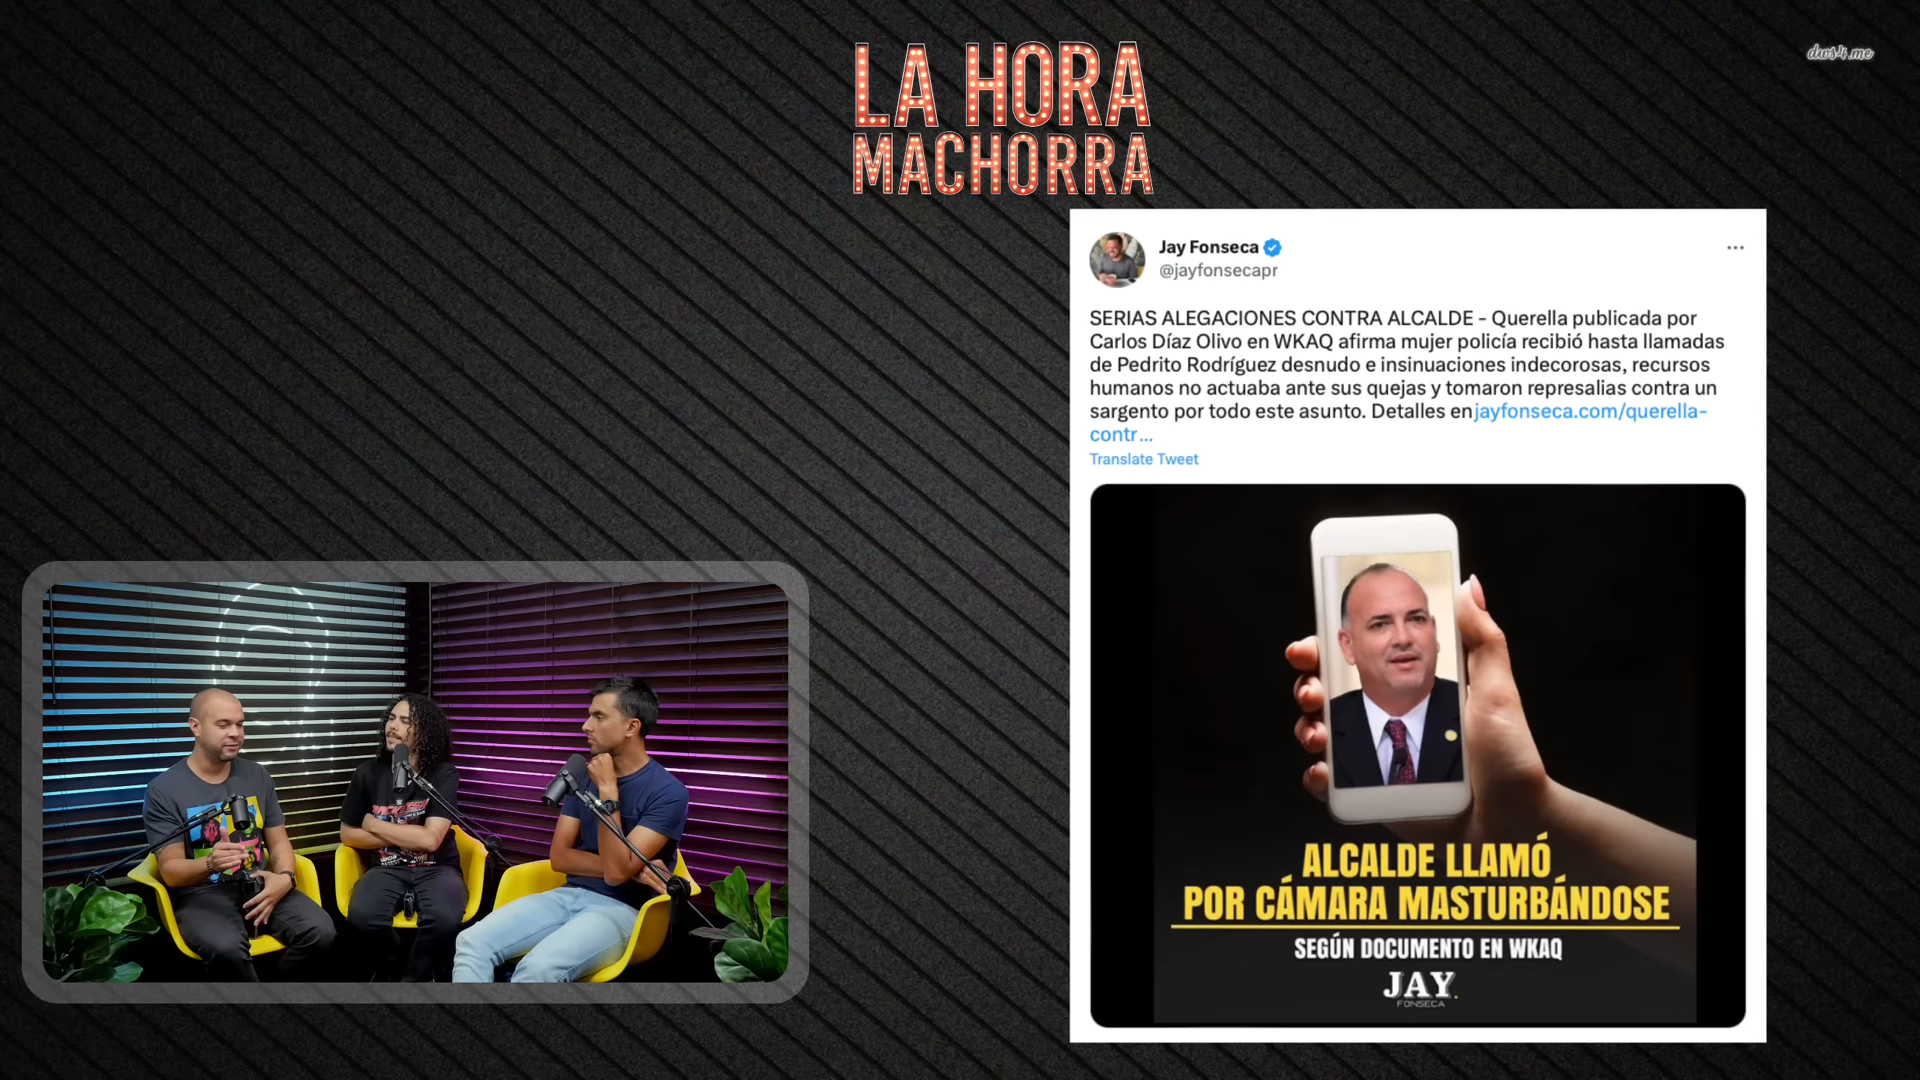 LA HORA
MACHORRA
dws4.me
Jay Fonseca
@jayfonsecapr
SERIAS ALEGACIONES CONTRA ALCALDE - Querella publicada por
Carlos Díaz Olivo en WKAQ afirma mujer policía recibió hasta llamadas
de Pedrito Rodríguez desnudo e insinuaciones indecorosas, recursos
humanos no actuaba ante sus quejas y tomaron represalias contra un
sargento por todo este asunto. Detalles en jayfonseca.com/querella-
contr...
Translate Tweet
ALCALDE LLAMÓ
POR CÁMARA MASTURBÁNDOSE
SEGÚN DOCUMENTO EN WKAQ
JAY
FONSECA